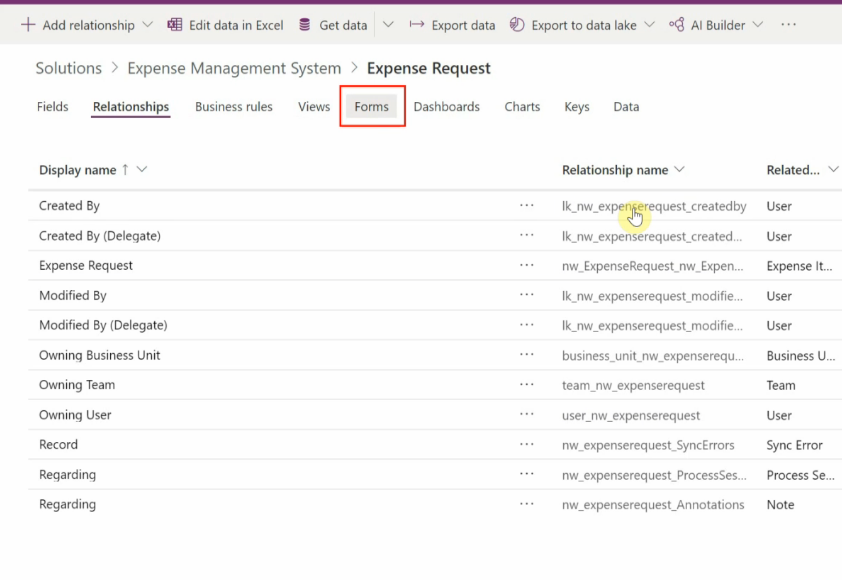 Add relationship Edit data in Excel Get data Export data Export to data lake AI Builder ...
Solutions > Expense Management System > Expense Request
Fields Relationships Business rules Views Forms Dashboards Charts Keys Data
Display name ↑ Relationship name Related...
Created By ... lk_nw_expenserequest_createdby User
Created By (Delegate) ... lk_nw_expenserequest_created... User
Expense Request ... nw_ExpenseRequest_nw_Expen... Expense It...
Modified By ... lk_nw_expenserequest_modifie... User
Modified By (Delegate) ... lk_nw_expenserequest_modifie... User
Owning Business Unit ... business_unit_nw_expenserequ... Business U...
Owning Team ... team_nw_expenserequest Team
Owning User ... user_nw_expenserequest User
Record ... nw_expenserequest_SyncErrors Sync Error
Regarding ... nw_expenserequest_ProcessSes... Process Se...
Regarding ... nw_expenserequest_Annotations Note